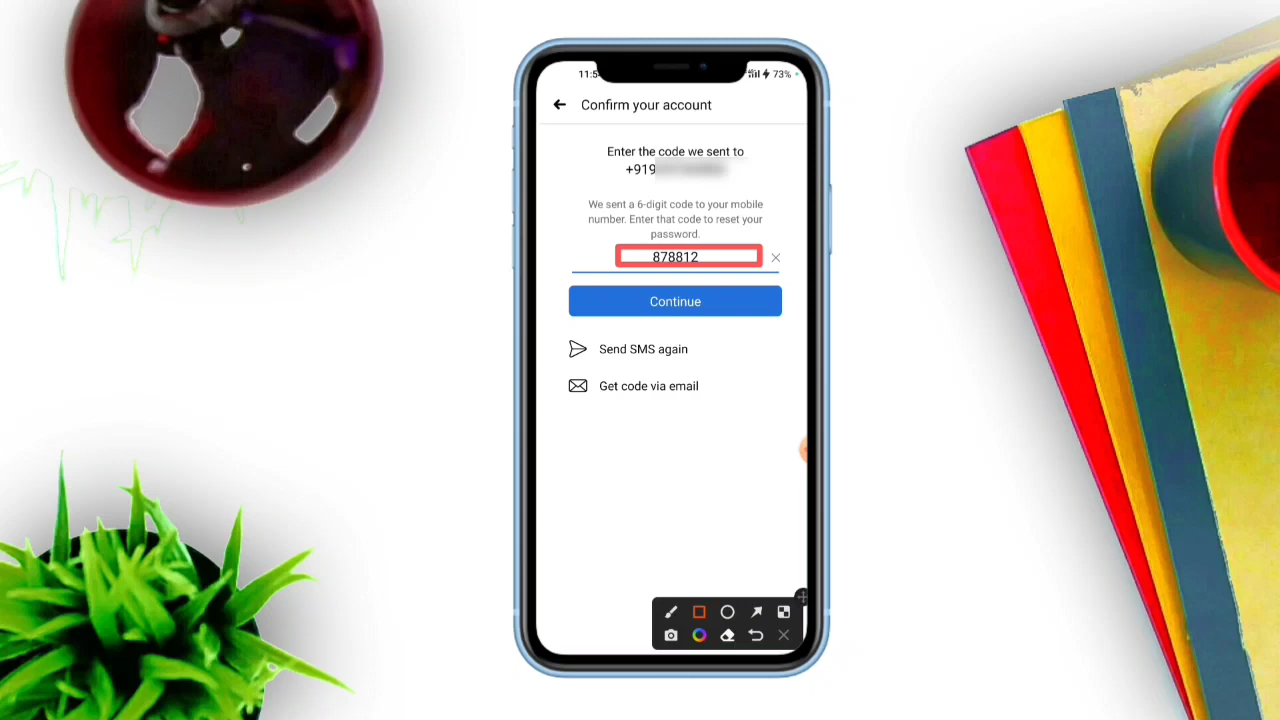 11:5
73%
Confirm your account
Enter the code we sent to
+919
We sent a 6-digit code to your mobile
number. Enter that code to reset your
password.
878812
Continue
Send SMS again
Get code via email